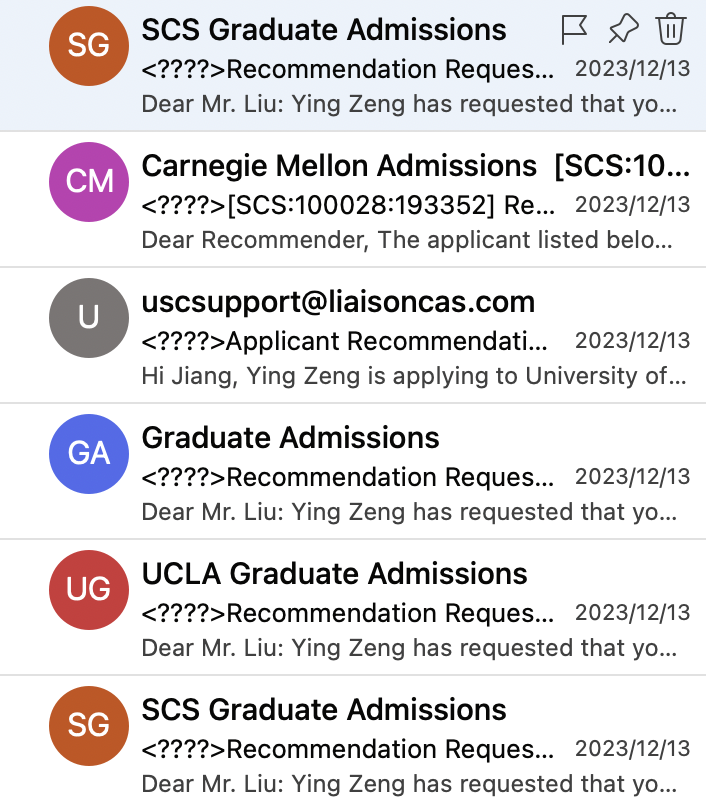 SG
SCS Graduate Admissions
<????>Recommendation Reques... 2023/12/13
Dear Mr. Liu: Ying Zeng has requested that yo...
CM
Carnegie Mellon Admissions [SCS:10...
<????>[SCS:100028:193352] Re... 2023/12/13
Dear Recommender, The applicant listed belo...
U
uscsupport@liaisoncas.com
<????>Applicant Recommendati... 2023/12/13
Hi Jiang, Ying Zeng is applying to University of...
GA
Graduate Admissions
<????>Recommendation Reques... 2023/12/13
Dear Mr. Liu: Ying Zeng has requested that yo...
UG
UCLA Graduate Admissions
<????>Recommendation Reques... 2023/12/13
Dear Mr. Liu: Ying Zeng has requested that yo...
SG
SCS Graduate Admissions
<????>Recommendation Reques... 2023/12/13
Dear Mr. Liu: Ying Zeng has requested that yo...